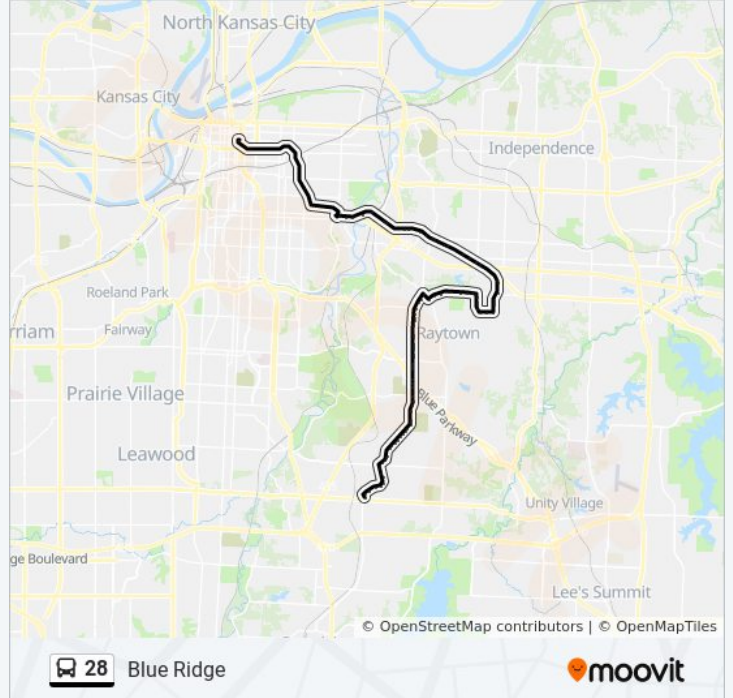 North Kansas City
Kansas City
Independence
Roeland Park
rriam
Fairway
Raytown
Prairie Village
Blue Parkway
Leawood
Unity Village
ge Boulevard
Lee's Summit
© OpenStreetMap contributors | © OpenMapTiles
28 Blue Ridge
moovit